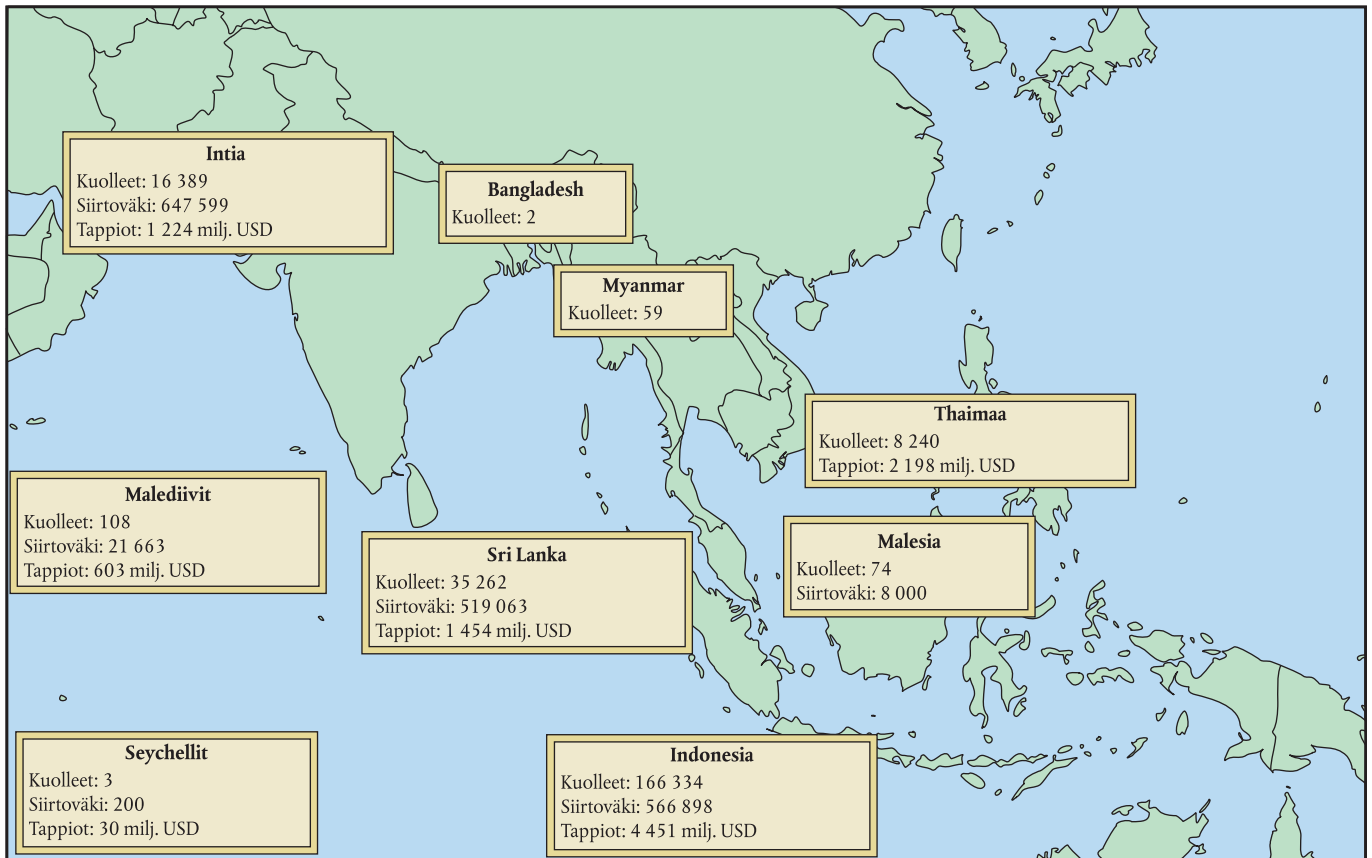 Intia
Kuolleet: 16 389
Siirtoväki: 647 599
Tappiot: 1 224 milj. USD
Bangladesh
Kuolleet: 2
Myanmar
Kuolleet: 59
Thaimaa
Kuolleet: 8 240
Tappiot: 2 198 milj. USD
Malediivit
Kuolleet: 108
Siirtoväki: 21 663
Tappiot: 603 milj. USD
Sri Lanka
Kuolleet: 35 262
Siirtoväki: 519 063
Tappiot: 1 454 milj. USD
Malesia
Kuolleet: 74
Siirtoväki: 8 000
Seychellit
Kuolleet: 3
Siirtoväki: 200
Tappiot: 30 milj. USD
Indonesia
Kuolleet: 166 334
Siirtoväki: 566 898
Tappiot: 4 451 milj. USD